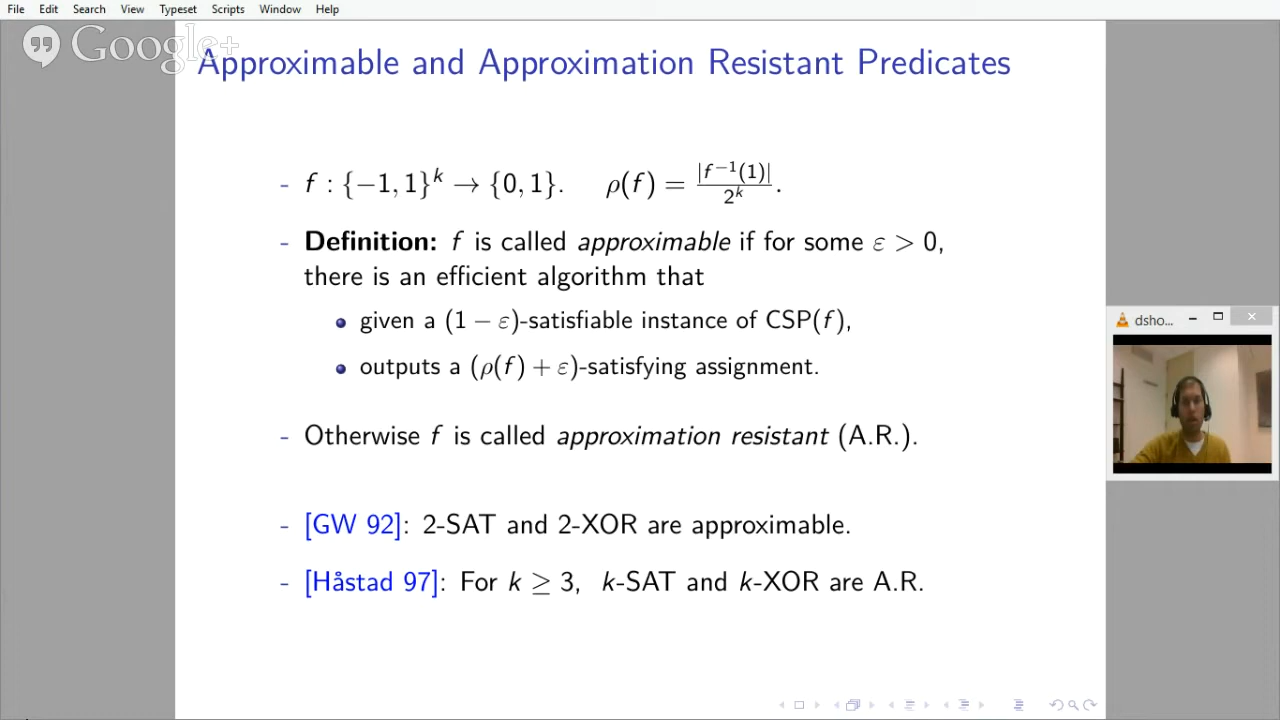 File Edit Search View Typeset Scripts Window Help
Google+
Approximable and Approximation Resistant Predicates
- f : {−1, 1}^k → {0, 1}. ρ(f) = |f^{−1}(1)| / 2^k .
- Definition: f is called approximable if for some ε > 0,
there is an efficient algorithm that
• given a (1 − ε)-satisfiable instance of CSP(f),
• outputs a (ρ(f) + ε)-satisfying assignment.
- Otherwise f is called approximation resistant (A.R.).
- [GW 92]: 2-SAT and 2-XOR are approximable.
- [Håstad 97]: For k ≥ 3, k-SAT and k-XOR are A.R.
dsho...